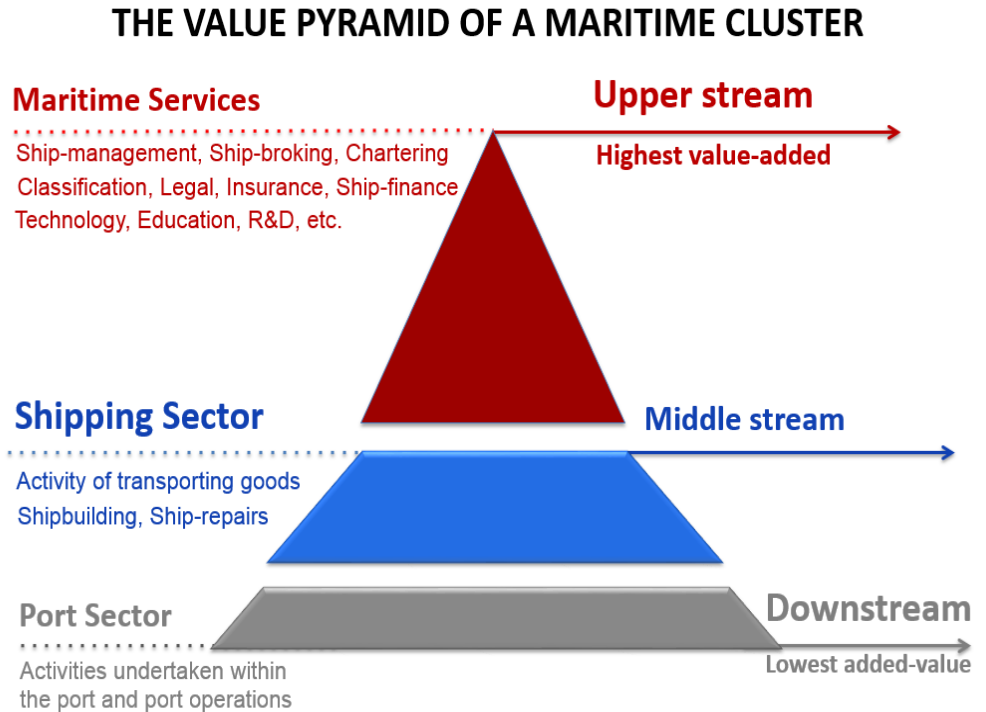 THE VALUE PYRAMID OF A MARITIME CLUSTER
Maritime Services
Upper stream
Ship-management, Ship-broking, Chartering
Highest value-added
Classification, Legal, Insurance, Ship-finance
Technology, Education, R&D, etc.
Shipping Sector
Middle stream
Activity of transporting goods
Shipbuilding, Ship-repairs
Port Sector
Downstream
Activities undertaken within
Lowest added-value
the port and port operations